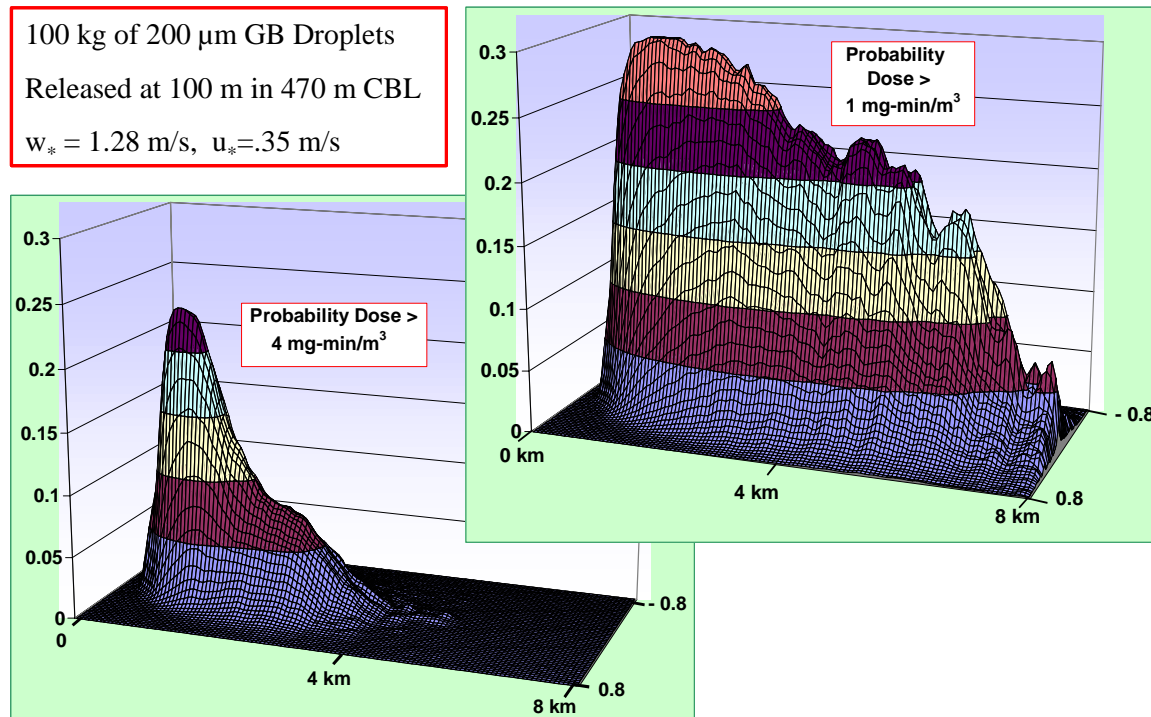 100 kg of 200 µm GB Droplets
Released at 100 m in 470 m CBL
w* = 1.28 m/s, u*=.35 m/s
0.3
0.25
0.2
0.15
0.1
0.05
0
0 km
4 km
8 km
0.8
- 0.8
Probability
Dose >
1 mg-min/m³
0.3
0.25
0.2
0.15
0.1
0.05
0
0
4 km
8 km
0.8
- 0.8
Probability Dose >
4 mg-min/m³